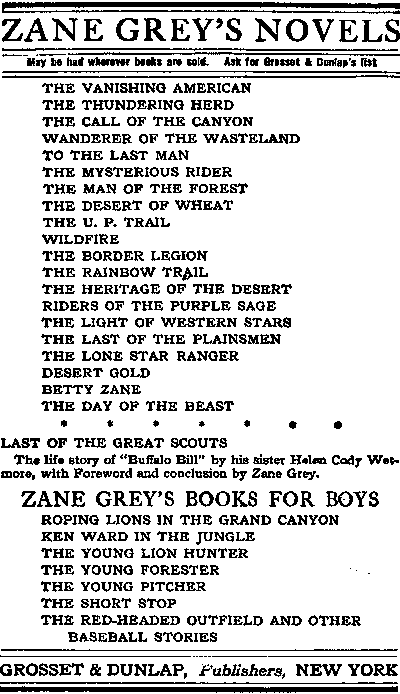 ZANE GREY'S NOVELS
May be had wherever books are sold. Ask for Grosset & Dunlap's list
THE VANISHING AMERICAN
THE THUNDERING HERD
THE CALL OF THE CANYON
WANDERER OF THE WASTELAND
TO THE LAST MAN
THE MYSTERIOUS RIDER
THE MAN OF THE FOREST
THE DESERT OF WHEAT
THE U. P. TRAIL
WILDFIRE
THE BORDER LEGION
THE RAINBOW TRAIL
THE HERITAGE OF THE DESERT
RIDERS OF THE PURPLE SAGE
THE LIGHT OF WESTERN STARS
THE LAST OF THE PLAINSMEN
THE LONE STAR RANGER
DESERT GOLD
BETTY ZANE
THE DAY OF THE BEAST
* * * * * * *
LAST OF THE GREAT SCOUTS
The life story of "Buffalo Bill" by his sister Helen Cody Wet-
more, with Foreword and conclusion by Zane Grey.
ZANE GREY'S BOOKS FOR BOYS
ROPING LIONS IN THE GRAND CANYON
KEN WARD IN THE JUNGLE
THE YOUNG LION HUNTER
THE YOUNG FORESTER
THE YOUNG PITCHER
THE SHORT STOP
THE RED-HEADED OUTFIELD AND OTHER
BASEBALL STORIES
GROSSET & DUNLAP, Publishers, NEW YORK